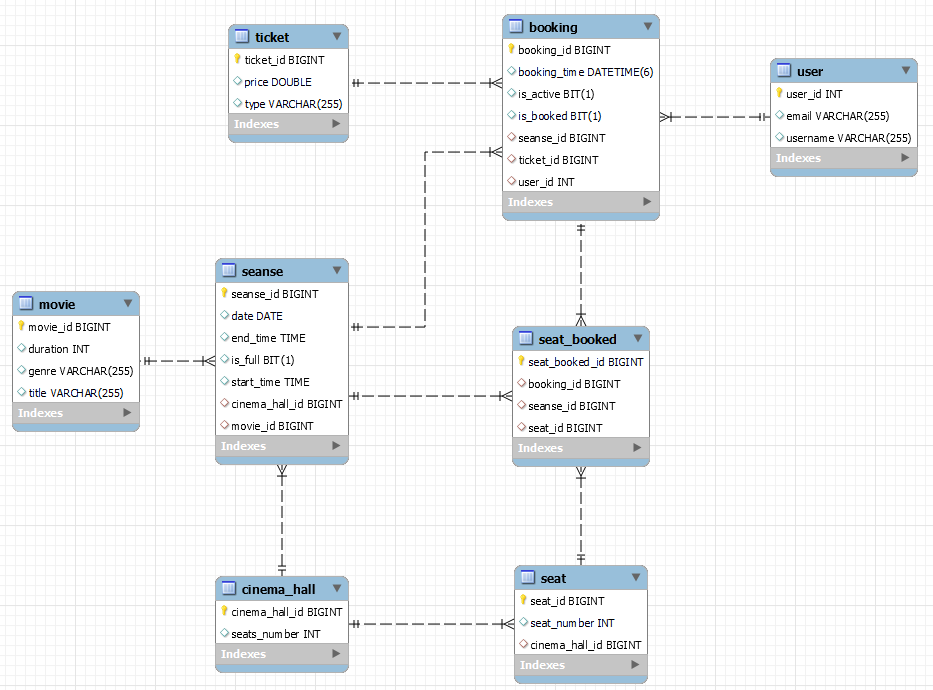 ticket
ticket_id BIGINT
price DOUBLE
type VARCHAR(255)
Indexes
booking
booking_id BIGINT
booking_time DATETIME(6)
is_active BIT(1)
is_booked BIT(1)
seanse_id BIGINT
ticket_id BIGINT
user_id INT
Indexes
user
user_id INT
email VARCHAR(255)
username VARCHAR(255)
Indexes
movie
movie_id BIGINT
duration INT
genre VARCHAR(255)
title VARCHAR(255)
Indexes
seanse
seanse_id BIGINT
date DATE
end_time TIME
is_full BIT(1)
start_time TIME
cinema_hall_id BIGINT
movie_id BIGINT
Indexes
seat_booked
seat_booked_id BIGINT
booking_id BIGINT
seanse_id BIGINT
seat_id BIGINT
Indexes
cinema_hall
cinema_hall_id BIGINT
seats_number INT
Indexes
seat
seat_id BIGINT
seat_number INT
cinema_hall_id BIGINT
Indexes